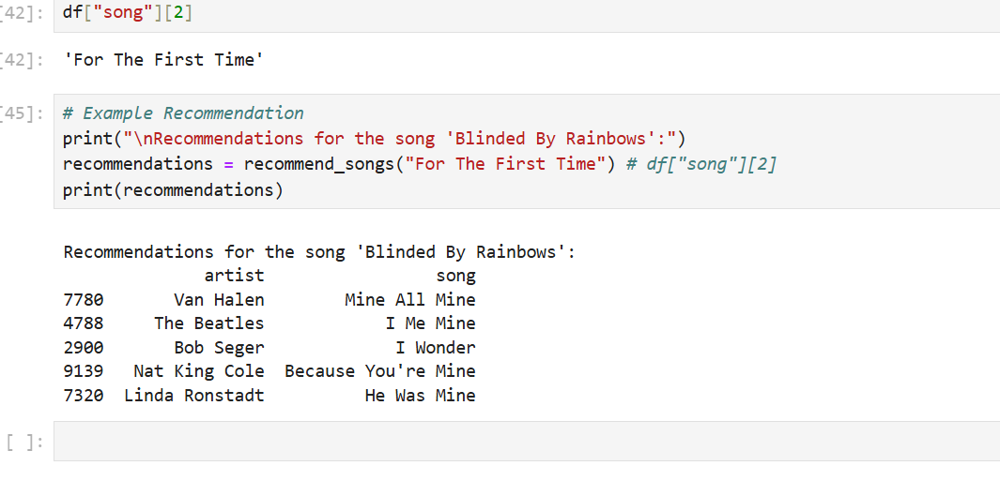 [42]: df["song"][2]
[42]: 'For The First Time'
[45]: # Example Recommendation
print("\nRecommendations for the song 'Blinded By Rainbows':")
recommendations = recommend_songs("For The First Time") # df["song"][2]
print(recommendations)
Recommendations for the song 'Blinded By Rainbows':
artist song
7780 Van Halen Mine All Mine
4788 The Beatles I Me Mine
2900 Bob Seger I Wonder
9139 Nat King Cole Because You're Mine
7320 Linda Ronstadt He Was Mine
[ ]: